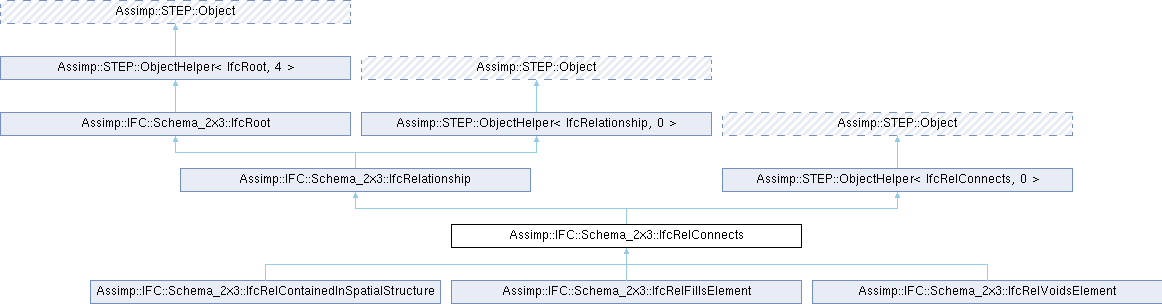 Assimp::STEP::Object
Assimp::STEP::ObjectHelper< IfcRoot, 4 >
Assimp::STEP::Object
Assimp::IFC::Schema_2x3::IfcRoot
Assimp::STEP::ObjectHelper< IfcRelationship, 0 >
Assimp::STEP::Object
Assimp::IFC::Schema_2x3::IfcRelationship
Assimp::STEP::ObjectHelper< IfcRelConnects, 0 >
Assimp::IFC::Schema_2x3::IfcRelConnects
Assimp::IFC::Schema_2x3::IfcRelContainedInSpatialStructure
Assimp::IFC::Schema_2x3::IfcRelFillsElement
Assimp::IFC::Schema_2x3::IfcRelVoidsElement